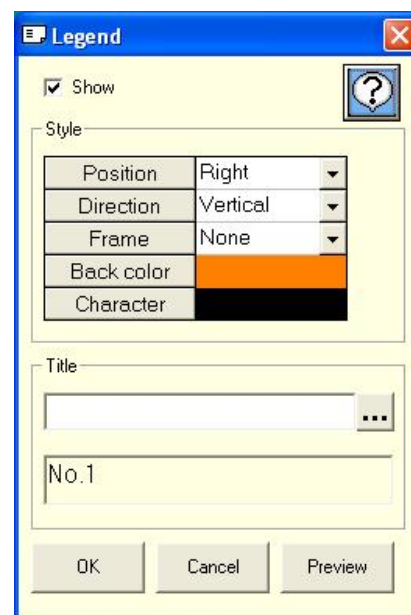 Legend
Show
?
Style
Position Right
Direction Vertical
Frame None
Back color
Character
Title
...
No.1
OK Cancel Preview